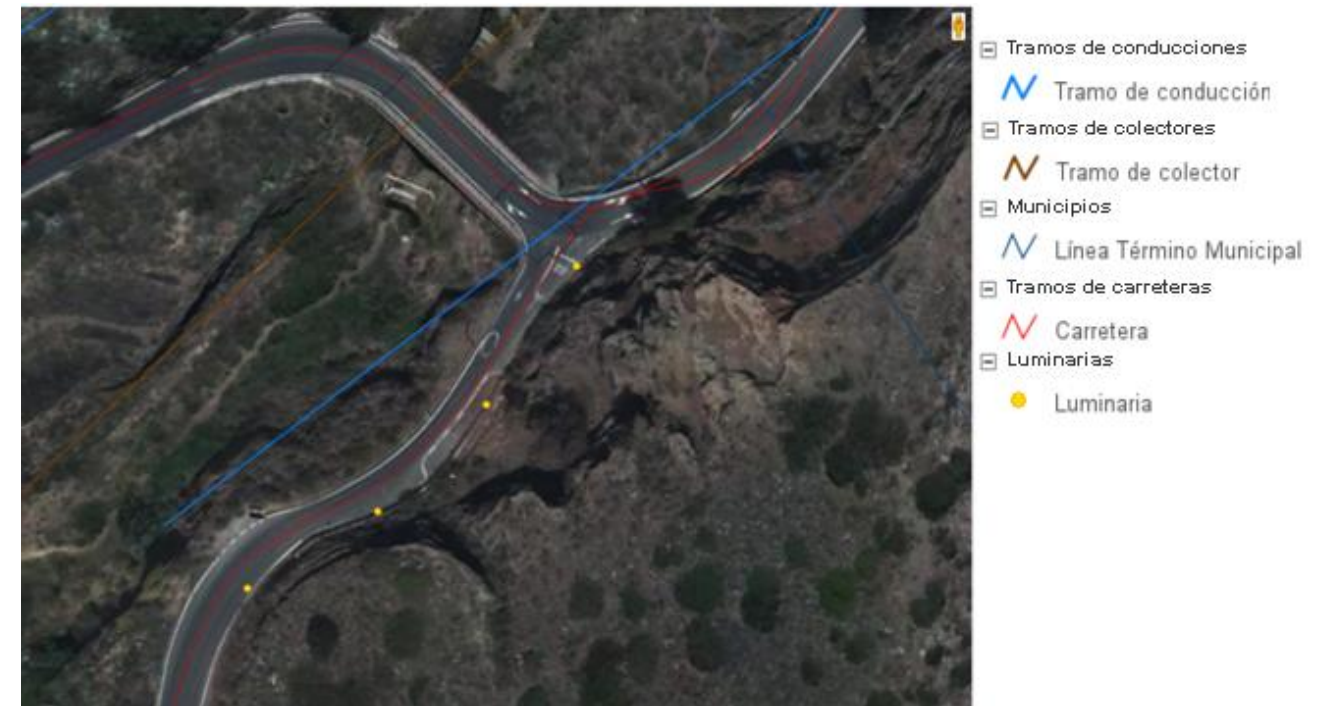 Tramos de conducciones
Tramo de conducción
Tramos de colectores
Tramo de colector
Municipios
Línea Término Municipal
Tramos de carreteras
Carretera
Luminarias
Luminaria